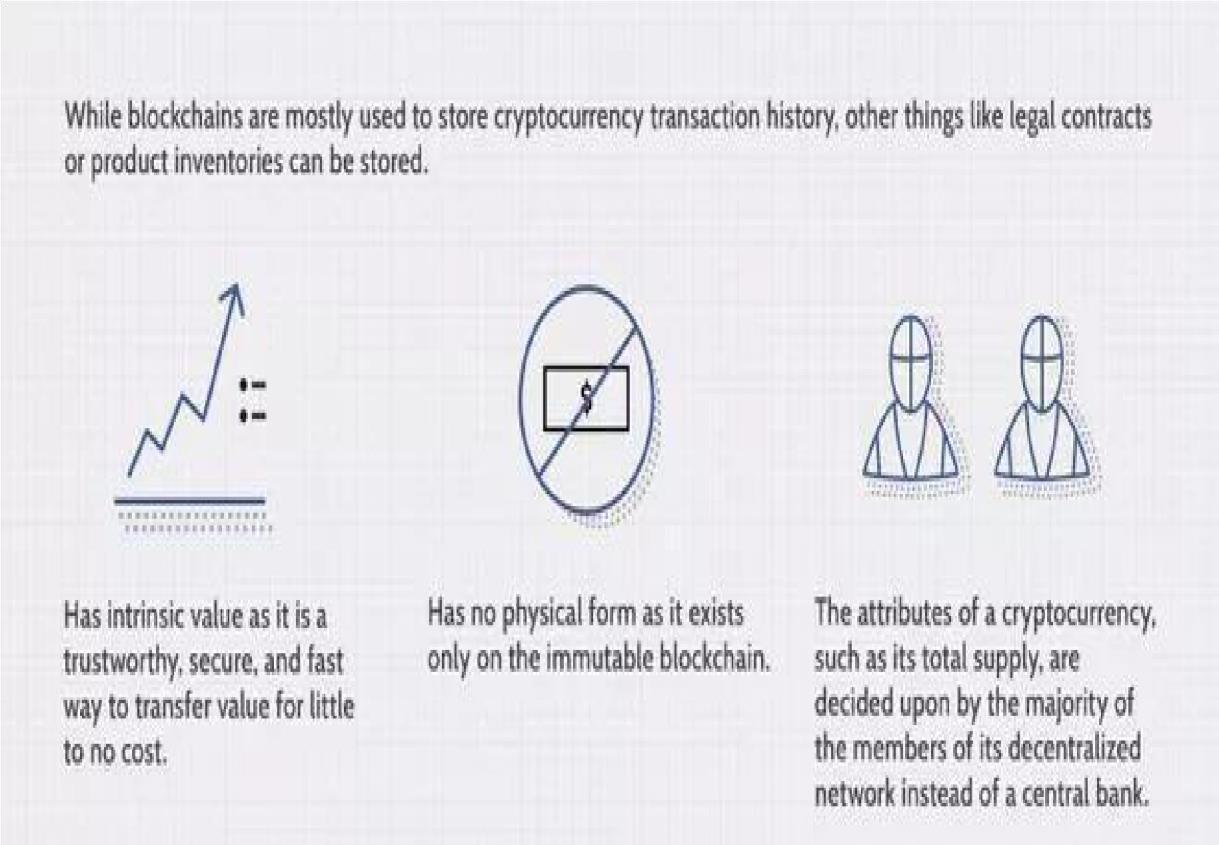 While blockchains are mostly used to store cryptocurrency transaction history, other things like legal contracts
or product inventories can be stored.
$
Has intrinsic value as it is a
trustworthy, secure, and fast
way to transfer value for little
to no cost.
Has no physical form as it exists
only on the immutable blockchain.
The attributes of a cryptocurrency,
such as its total supply, are
decided upon by the majority of
the members of its decentralized
network instead of a central bank.